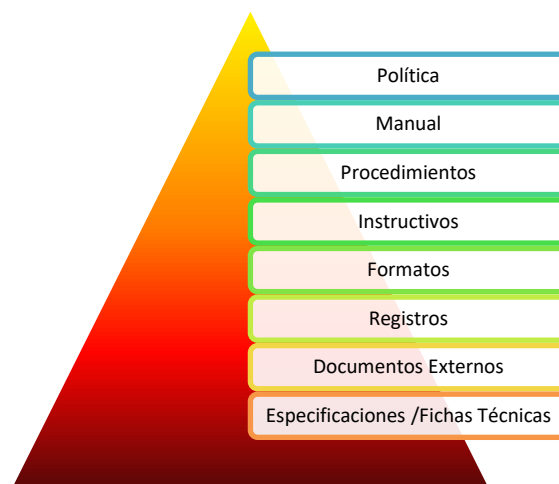 Política
Manual
Procedimientos
Instructivos
Formatos
Registros
Documentos Externos
Especificaciones /Fichas Técnicas